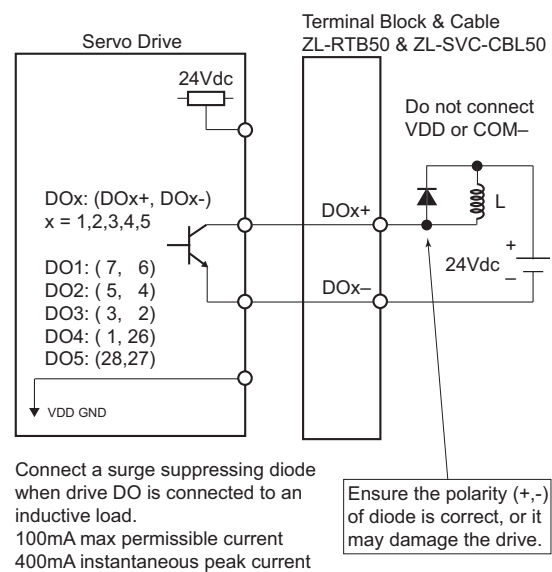 Terminal Block & Cable
Servo Drive
ZL-RTB50 & ZL-SVC-CBL50
24Vdc
Do not connect
VDD or COM–
DOx: (DOx+, DOx-)
x = 1,2,3,4,5
DOx+
L
DO1: ( 7, 6)
DO2: ( 5, 4)
DO3: ( 3, 2)
DO4: ( 1, 26)
DO5: (28,27)
+
24Vdc
–
DOx–
VDD GND
Connect a surge suppressing diode
when drive DO is connected to an
inductive load.
100mA max permissible current
400mA instantaneous peak current
Ensure the polarity (+,-)
of diode is correct, or it
may damage the drive.